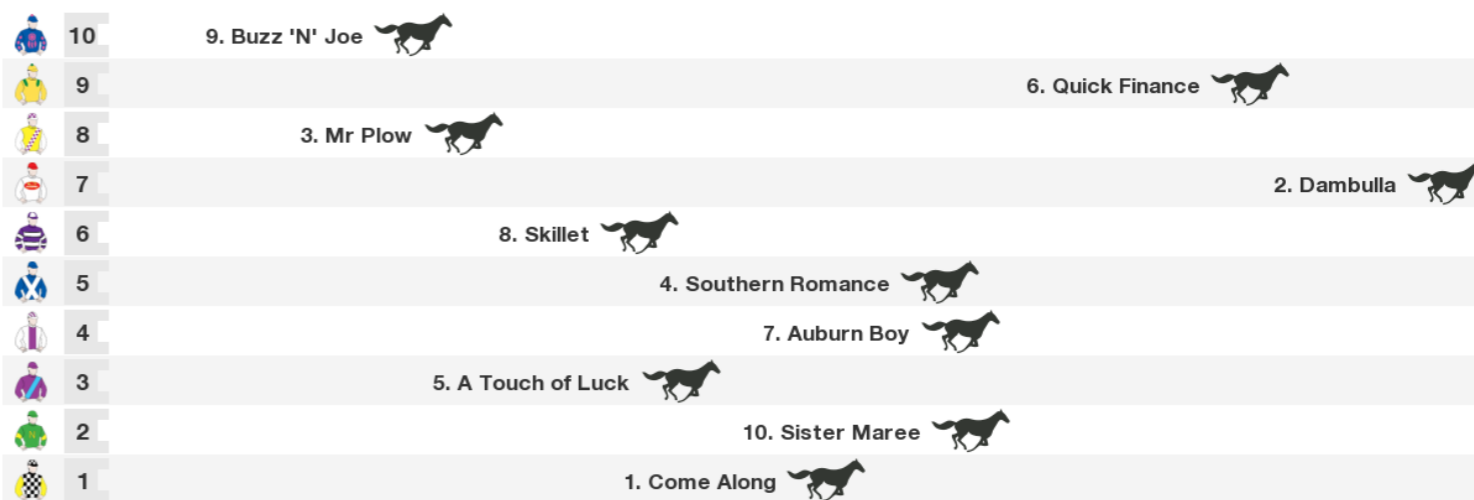 10 9. Buzz 'N' Joe
9 6. Quick Finance
8 3. Mr Plow
7 2. Dambulla
6 8. Skillet
5 4. Southern Romance
4 7. Auburn Boy
3 5. A Touch of Luck
2 10. Sister Maree
1 1. Come Along